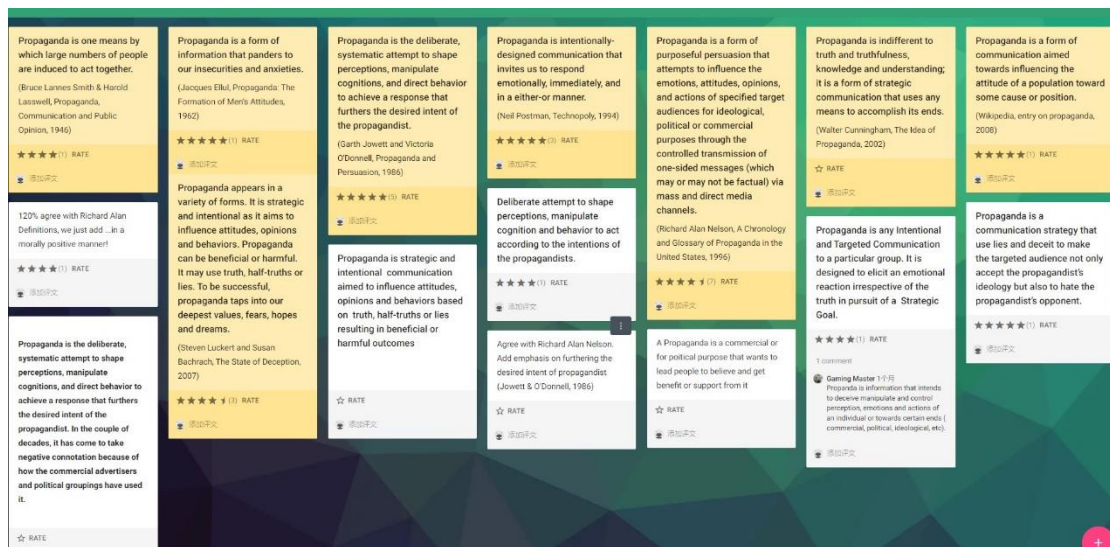 Propaganda is one means by
which large numbers of people
are induced to act together.
(Bruce Lannes Smith & Harold
Lasswell, Propaganda,
Communication and Public
Opinion, 1946)
★★★★(1) RATE
添加评文
120% agree with Richard Alan
Definitions, we just add ...in a
morally positive manner!
★★★★(1) RATE
添加评文
Propaganda is the deliberate,
systematic attempt to shape
perceptions, manipulate
cognitions, and direct behavior to
achieve a response that furthers
the desired intent of the
propagandist. In the couple of
decades, it has come to take
negative connotation because of
how the commercial advertisers
and political groupings have used
it.
☆ RATE
Propaganda is a form of
information that panders to
our insecurities and anxieties.
(Jacques Ellul, Propaganda: The
Formation of Men's Attitudes,
1962)
★★★★★(1) RATE
添加评文
Propaganda appears in a
variety of forms. It is strategic
and intentional as it aims to
influence attitudes, opinions
and behaviors. Propaganda
can be beneficial or harmful.
It may use truth, half-truths or
lies. To be successful,
propaganda taps into our
deepest values, fears, hopes
and dreams.
(Steven Luckert and Susan
Bachrach, The State of Deception,
2007)
(3) RATE
添加评文
Propaganda is the deliberate,
systematic attempt to shape
perceptions, manipulate
cognitions, and direct behavior
to achieve a response that
furthers the desired intent of
the propagandist.
(Garth Jowett and Victoria
O'Donnell, Propaganda and
Persuasion, 1986)
★★★★★(5) RATE
添加评文
Propaganda is strategic and
intentional communication
aimed to influence attitudes,
opinions and behaviors based
on truth, half-truths or lies
resulting in beneficial or
harmful outcomes
☆ RATE
添加评文
Propaganda is intentionally-
designed communication that
invites us to respond
emotionally, immediately, and
in a either-or manner.
(Neil Postman, Technopoly, 1994)
★★★★★(3) RATE
添加评文
Deliberate attempt to shape
perceptions, manipulate
cognition and behavior to act
according to the intentions of
the propagandists.
★★★★(1) RATE
添加评文
Agree with Richard Alan Nelson.
Add emphasis on furthering the
desired intent of propagandist
(Jowett & O'Donnell, 1986)
☆ RATE
添加评文
Propaganda is a form of
purposeful persuasion that
attempts to influence the
emotions, attitudes, opinions,
and actions of specified target
audiences for ideological,
political or commercial
purposes through the
controlled transmission of
one-sided messages (which
may or may not be factual) via
mass and direct media
channels.
(Richard Alan Nelson, A Chronology
and Glossary of Propaganda in the
United States, 1996)
(7) RATE
添加评文
A Propaganda is a commercial or
for poitical purpose that wants to
lead people to believe and get
benefit or support from it
☆ RATE
添加评文
Propaganda is indifferent to
truth and truthfulness,
knowledge and understanding;
it is a form of strategic
communication that uses any
means to accomplish its ends.
(Walter Cunningham, The Idea of
Propaganda, 2002)
☆ RATE
添加评文
Propaganda is any Intentional
and Targeted Communication
to a particular group. It is
designed to elicit an emotional
reaction irrespective of the
truth in pursuit of a Strategic
Goal.
★★★★(1) RATE
1 comment
Gaming Master 1个月
Propanda is information that intends
to deceive manipulate and control
perception, emotions and actions of
an individual or towards certain ends (
commercial, political, ideological, etc).
添加评文
Propaganda is a form of
communication aimed
towards influencing the
attitude of a population toward
some cause or position.
(Wikipedia, entry on propaganda,
2008)
★★★★★(1) RATE
添加评文
Propaganda is a
communication strategy that
use lies and deceit to make
the targeted audience not only
accept the propagandist's
ideology but also to hate the
propagandist's opponent.
★★★★★(1) RATE
添加评文